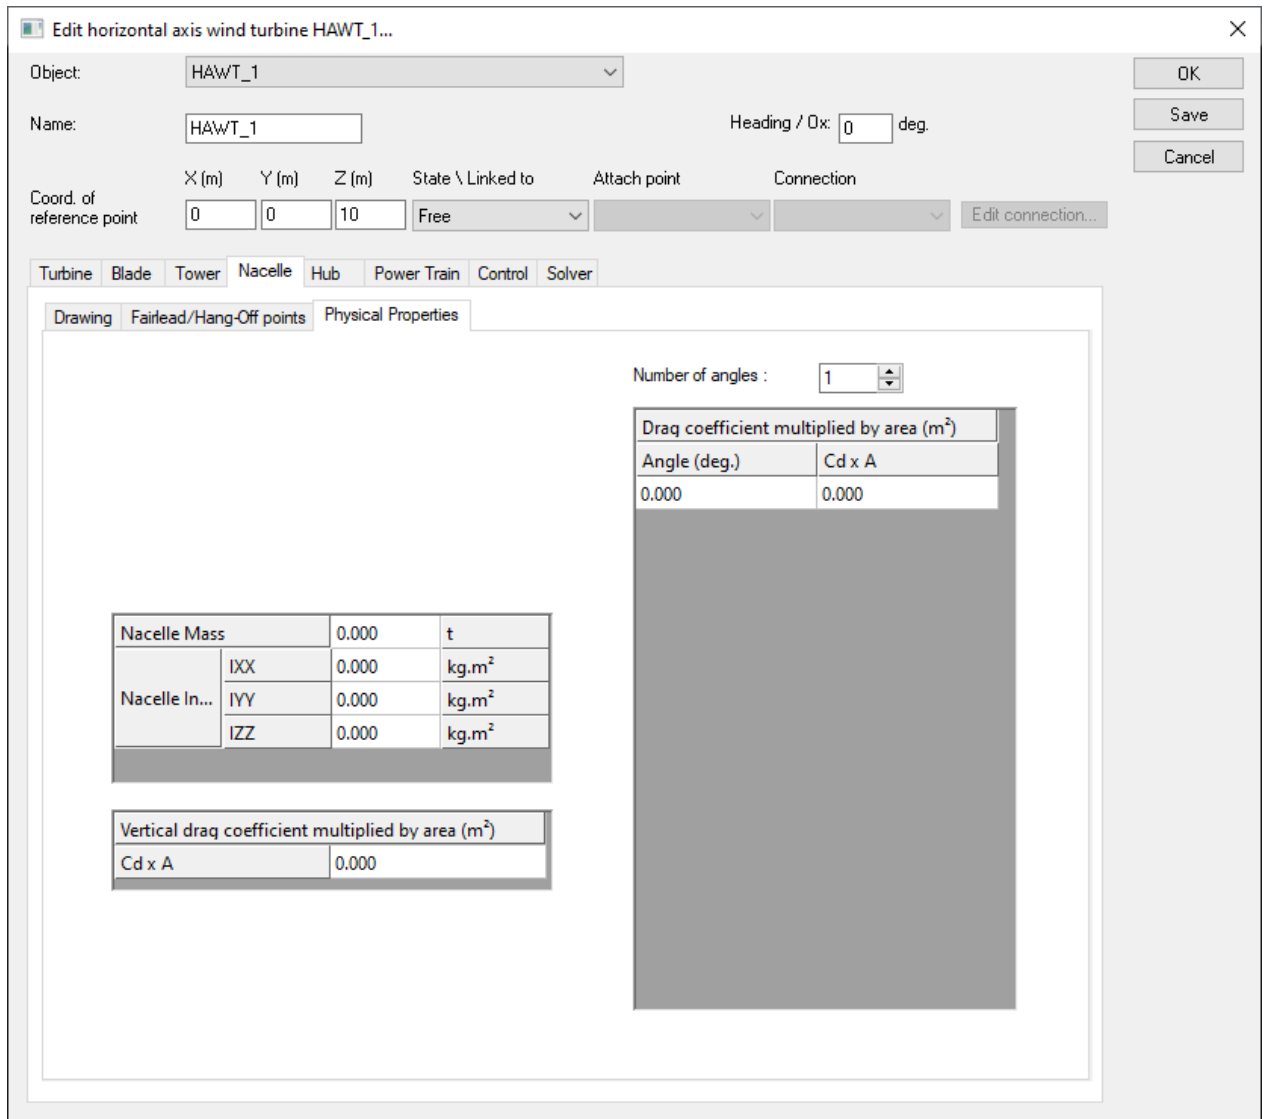 Edit horizontal axis wind turbine HAWT_1...
Object: HAWT_1 OK
Name: HAWT_1 Heading / Ox: 0 deg. Save
Cancel
X (m) Y (m) Z (m) State \ Linked to Attach point Connection
Coord. of
reference point 0 0 10 Free Edit connection...
Turbine Blade Tower Nacelle Hub Power Train Control Solver
Drawing Fairlead/Hang-Off points Physical Properties
Number of angles : 1
Drag coefficient multiplied by area (m²)
Angle (deg.) Cd x A
0.000 0.000
Nacelle Mass 0.000 t
IXX 0.000 kg.m²
Nacelle In... IYY 0.000 kg.m²
IZZ 0.000 kg.m²
Vertical drag coefficient multiplied by area (m²)
Cd x A 0.000